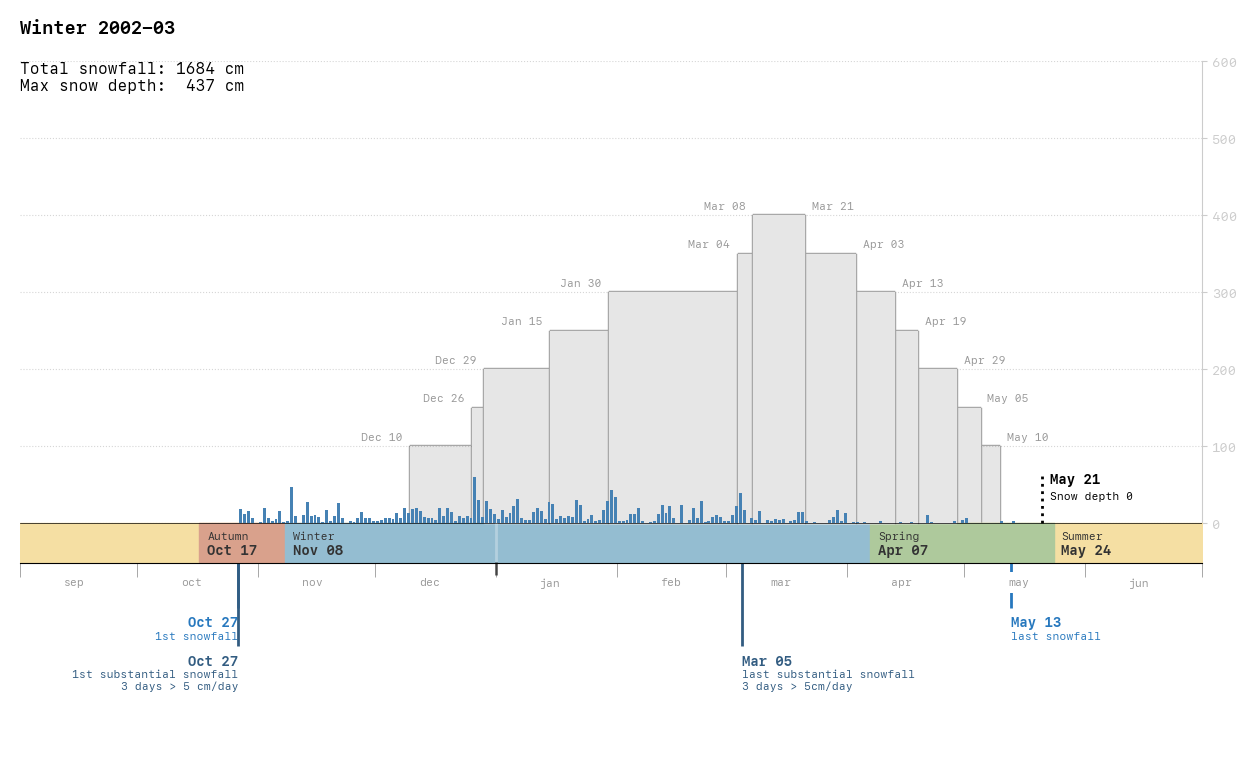 Winter 2002–03
Total snowfall: 1684 cm
Max snow depth:  437 cm
600
500
400
300
200
100
0
Mar 08
Mar 21
Mar 04
Apr 03
Jan 30
Apr 13
Jan 15
Apr 19
Dec 29
Apr 29
Dec 26
May 05
Dec 10
May 10
May 21
Snow depth 0
Autumn
Oct 17
Winter
Nov 08
Spring
Apr 07
Summer
May 24
sep
oct
nov
dec
jan
feb
mar
apr
may
jun
Oct 27
1st snowfall
Oct 27
1st substantial snowfall
3 days > 5 cm/day
Mar 05
last substantial snowfall
3 days > 5cm/day
May 13
last snowfall